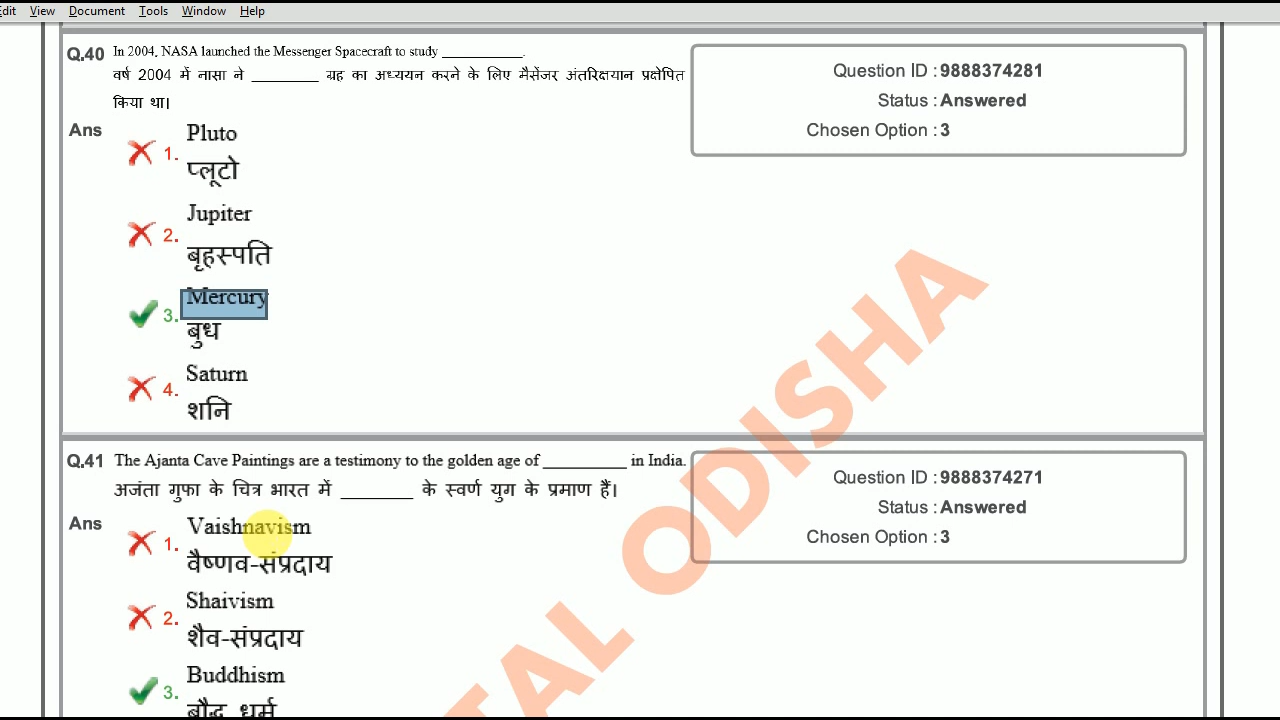 Edit View Document Tools Window Help
Q.40 In 2004, NASA launched the Messenger Spacecraft to study ____________.
वर्ष 2004 में नासा ने ________ ग्रह का अध्ययन करने के लिए मैसेंजर अंतरिक्षयान प्रक्षेपित
किया था।
Question ID : 9888374281
Status : Answered
Chosen Option : 3
Ans
1. Pluto
प्लूटो
2. Jupiter
बृहस्पति
3. Mercury
बुध
4. Saturn
शनि
Q.41 The Ajanta Cave Paintings are a testimony to the golden age of __________ in India.
अजंता गुफा के चित्र भारत में ________ के स्वर्ण युग के प्रमाण हैं।
Question ID : 9888374271
Status : Answered
Chosen Option : 3
Ans
1. Vaishnavism
वैष्णव-संप्रदाय
2. Shaivism
शैव-संप्रदाय
3. Buddhism
बौद्ध धर्म
TAL ODISHA